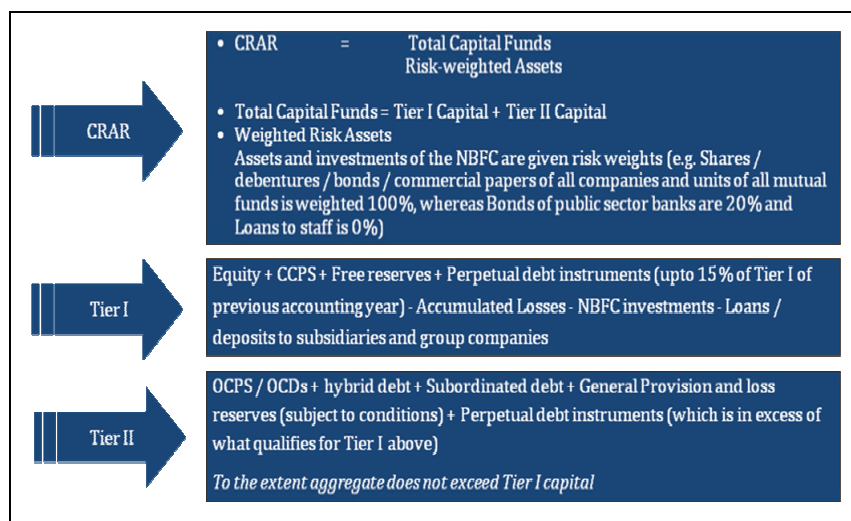 CRAR
• CRAR = Total Capital Funds
Risk-weighted Assets
• Total Capital Funds = Tier I Capital + Tier II Capital
• Weighted Risk Assets
Assets and investments of the NBFC are given risk weights (e.g. Shares /
debentures / bonds / commercial papers of all companies and units of all mutual
funds is weighted 100%, whereas Bonds of public sector banks are 20% and
Loans to staff is 0%)
Tier I
Equity + CCPS + Free reserves + Perpetual debt instruments (upto 15% of Tier I of
previous accounting year) - Accumulated Losses - NBFC investments - Loans /
deposits to subsidiaries and group companies
Tier II
OCPS / OCDs + hybrid debt + Subordinated debt + General Provision and loss
reserves (subject to conditions) + Perpetual debt instruments (which is in excess of
what qualifies for Tier I above)
To the extent aggregate does not exceed Tier I capital